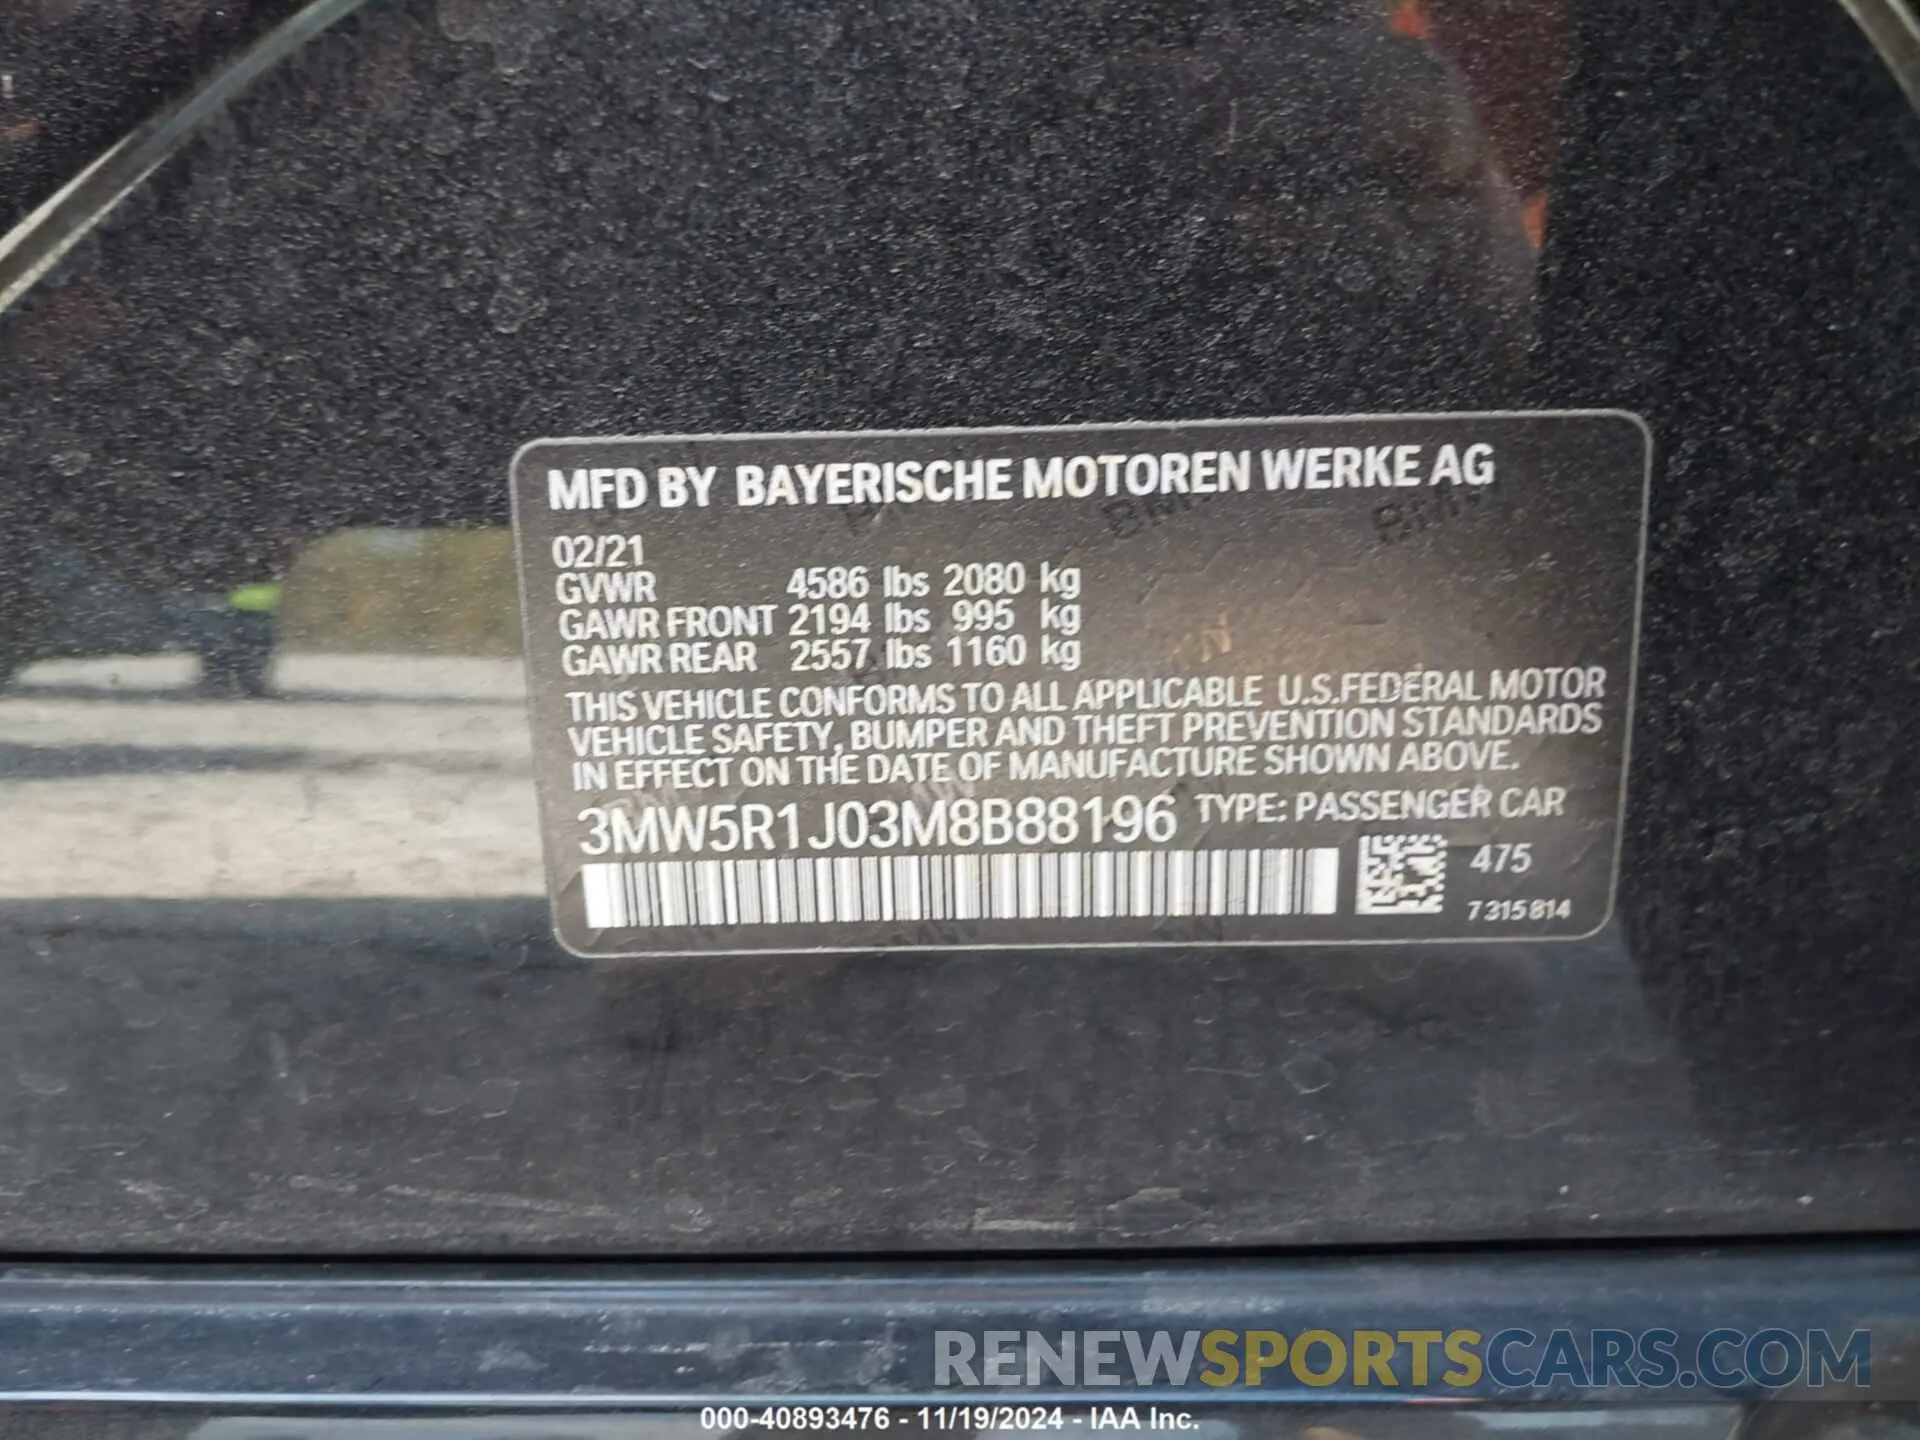 MFD BY BAYERISCHE MOTOREN WERKE AG
02/21
GVWR 4586 lbs 2080 kg
GAWR FRONT 2194 lbs 995 kg
GAWR REAR 2557 lbs 1160 kg
THIS VEHICLE CONFORMS TO ALL APPLICABLE U.S.FEDERAL MOTOR
VEHICLE SAFETY, BUMPER AND THEFT PREVENTION STANDARDS
IN EFFECT ON THE DATE OF MANUFACTURE SHOWN ABOVE.
3MW5R1J03M8B88196 TYPE: PASSENGER CAR
475
7315814
RENEWSPORTSCARS.COM
000-40893476 - 11/19/2024 - IAA Inc.